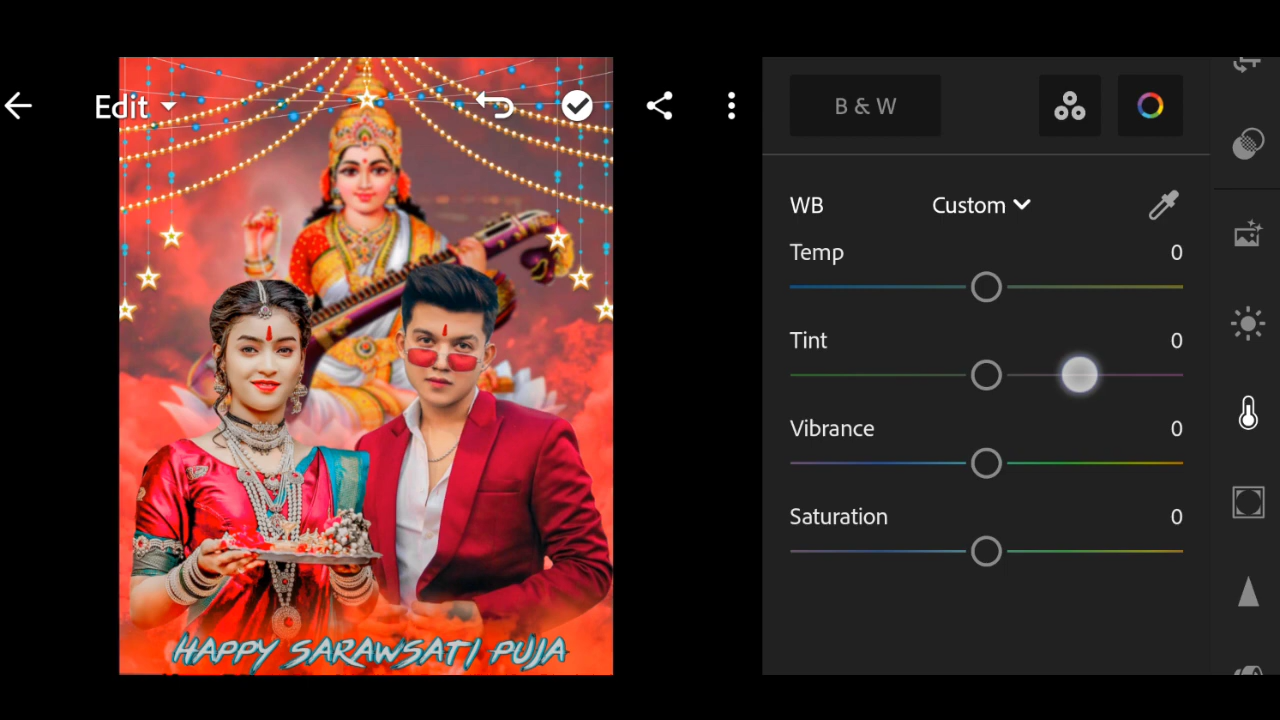 Edit
B & W
WB Custom
Temp 0
Tint 0
Vibrance 0
Saturation 0
HAPPY SARAWSATI PUJA